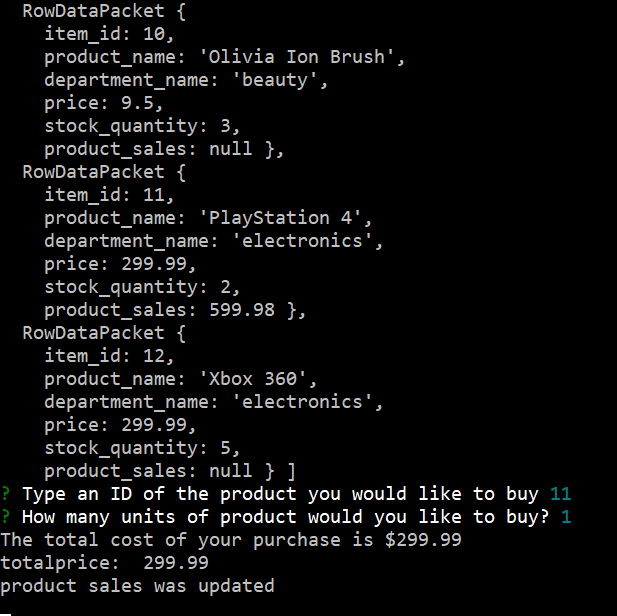 RowDataPacket {
item_id: 10,
product_name: 'Olivia Ion Brush',
department_name: 'beauty',
price: 9.5,
stock_quantity: 3,
product_sales: null },
RowDataPacket {
item_id: 11,
product_name: 'PlayStation 4',
department_name: 'electronics',
price: 299.99,
stock_quantity: 2,
product_sales: 599.98 },
RowDataPacket {
item_id: 12,
product_name: 'Xbox 360',
department_name: 'electronics',
price: 299.99,
stock_quantity: 5,
product_sales: null } ]
? Type an ID of the product you would like to buy 11
? How many units of product would you like to buy? 1
The total cost of your purchase is $299.99
totalprice:  299.99
product sales was updated